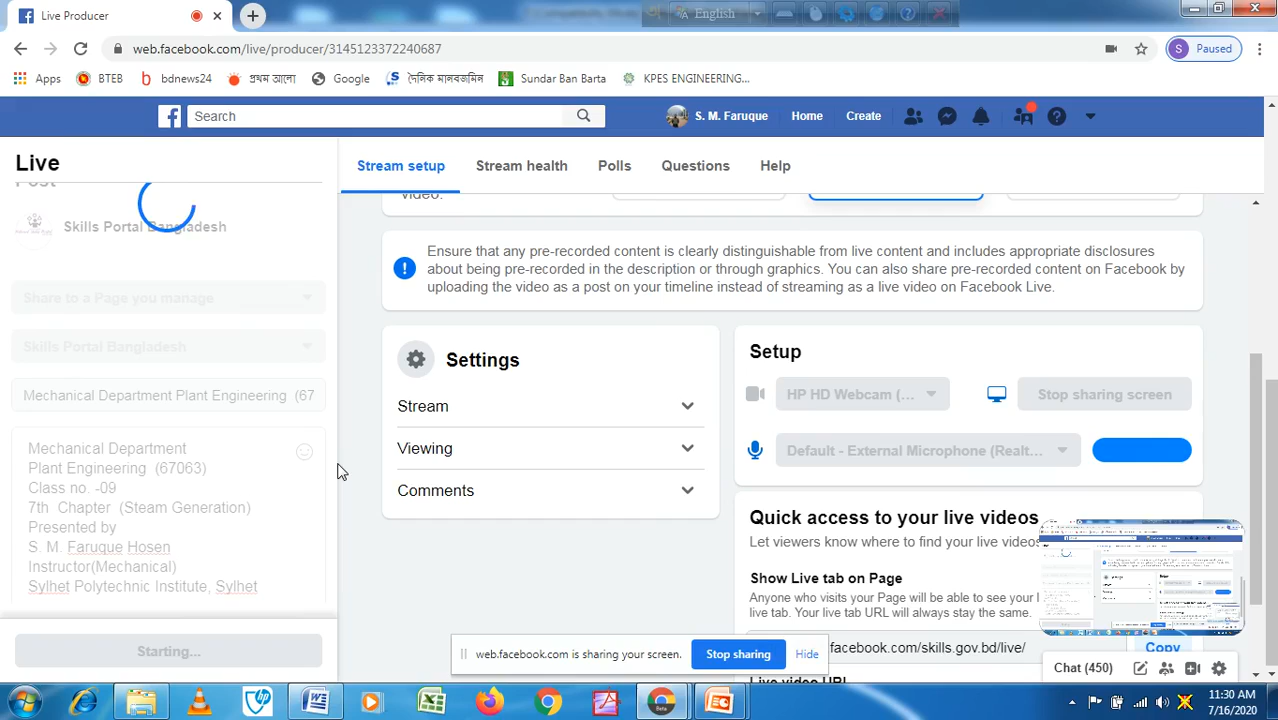 Live Producer
English
web.facebook.com/live/producer/3145123372240687
S Paused
Apps BTEB bdnews24 প্রথম আলো Google দৈনিক মানবজমিন Sundar Ban Barta KPES ENGINEERING...
Search
S. M. Faruque Home Create
Live
Stream setup Stream health Polls Questions Help
Post
Skills Portal Bangladesh
Share to a Page you manage
Skills Portal Bangladesh
Mechanical Department Plant Engineering (67
Mechanical Department
Plant Engineering (67063)
Class no. -09
7th Chapter (Steam Generation)
Presented by
S. M. Faruque Hosen
Instructor(Mechanical)
Sylhet Polytechnic Institute, Sylhet
Starting...
video:
Ensure that any pre-recorded content is clearly distinguishable from live content and includes appropriate disclosures
about being pre-recorded in the description or through graphics. You can also share pre-recorded content on Facebook by
uploading the video as a post on your timeline instead of streaming as a live video on Facebook Live.
Settings
Stream
Viewing
Comments
Setup
HP HD Webcam (... Stop sharing screen
Default - External Microphone (Realt...
Quick access to your live videos
Let viewers know where to find your live videos
Show Live tab on Page
Anyone who visits your Page will be able to see your l
live tab. Your live tab URL will always stay the same.
facebook.com/skills.gov.bd/live/ Copy
Live video URL
web.facebook.com is sharing your screen. Stop sharing Hide
Chat (450)
11:30 AM
7/16/2020